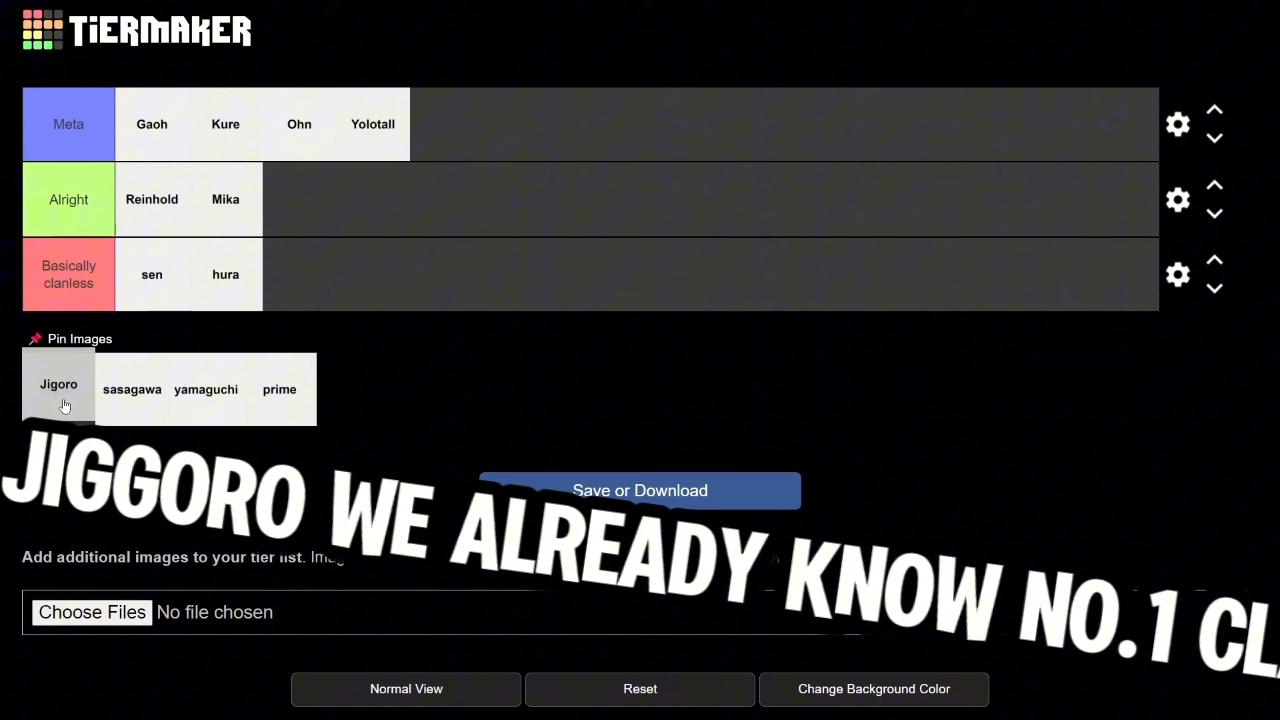 TiERMAKER
Meta
Gaoh Kure Ohn Yolotall
Alright
Reinhold Mika
Basically
clanless
sen hura
Pin Images
Jigoro sasagawa yamaguchi prime
JIGGORO WE ALREADY KNOW NO.1
Save or Download
Add additional images to your tier list.
Choose Files No file chosen
Normal View Reset Change Background Color